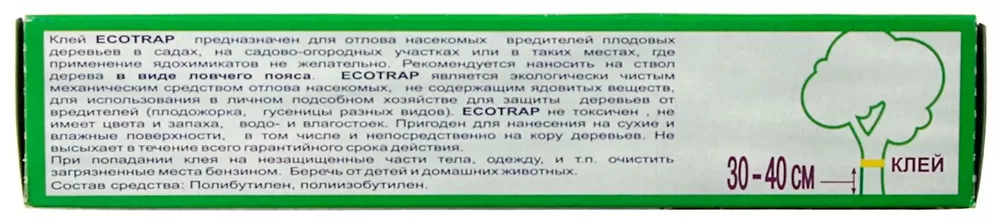 Клей ECOTRAP предназначен для отлова насекомых вредителей плодовых
деревьев в садах, на садово-огородных участках или в таких местах, где
применение ядохимикатов не желательно. Рекомендуется наносить на ствол
дерева в виде ловчего пояса. ECOTRAP является экологически чистым
механическим средством отлова насекомых, не содержащим ядовитых веществ,
для использования в личном подсобном хозяйстве для защиты деревьев от
вредителей (плодожорка, гусеницы разных видов). ECOTRAP не токсичен , не
имеет цвета и запаха, водо- и влагостоек. Пригоден для нанесения на сухие и
влажные поверхности, в том числе и непосредственно на кору деревьев. Не
высыхает в течение всего гарантийного срока действия.
При попадании клея на незащищенные части тела, одежду, и т.п. очистить
загрязненные места бензином. Беречь от детей и домашних животных.
Состав средства: Полибутилен, полиизобутилен.
30-40 СМ
КЛЕЙ